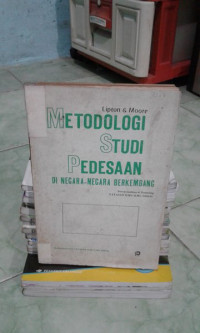 Lipton & Moore
METODOLOGI
STUDI
PEDESAAN
DI NEGARA-NEGARA BERKEMBANG